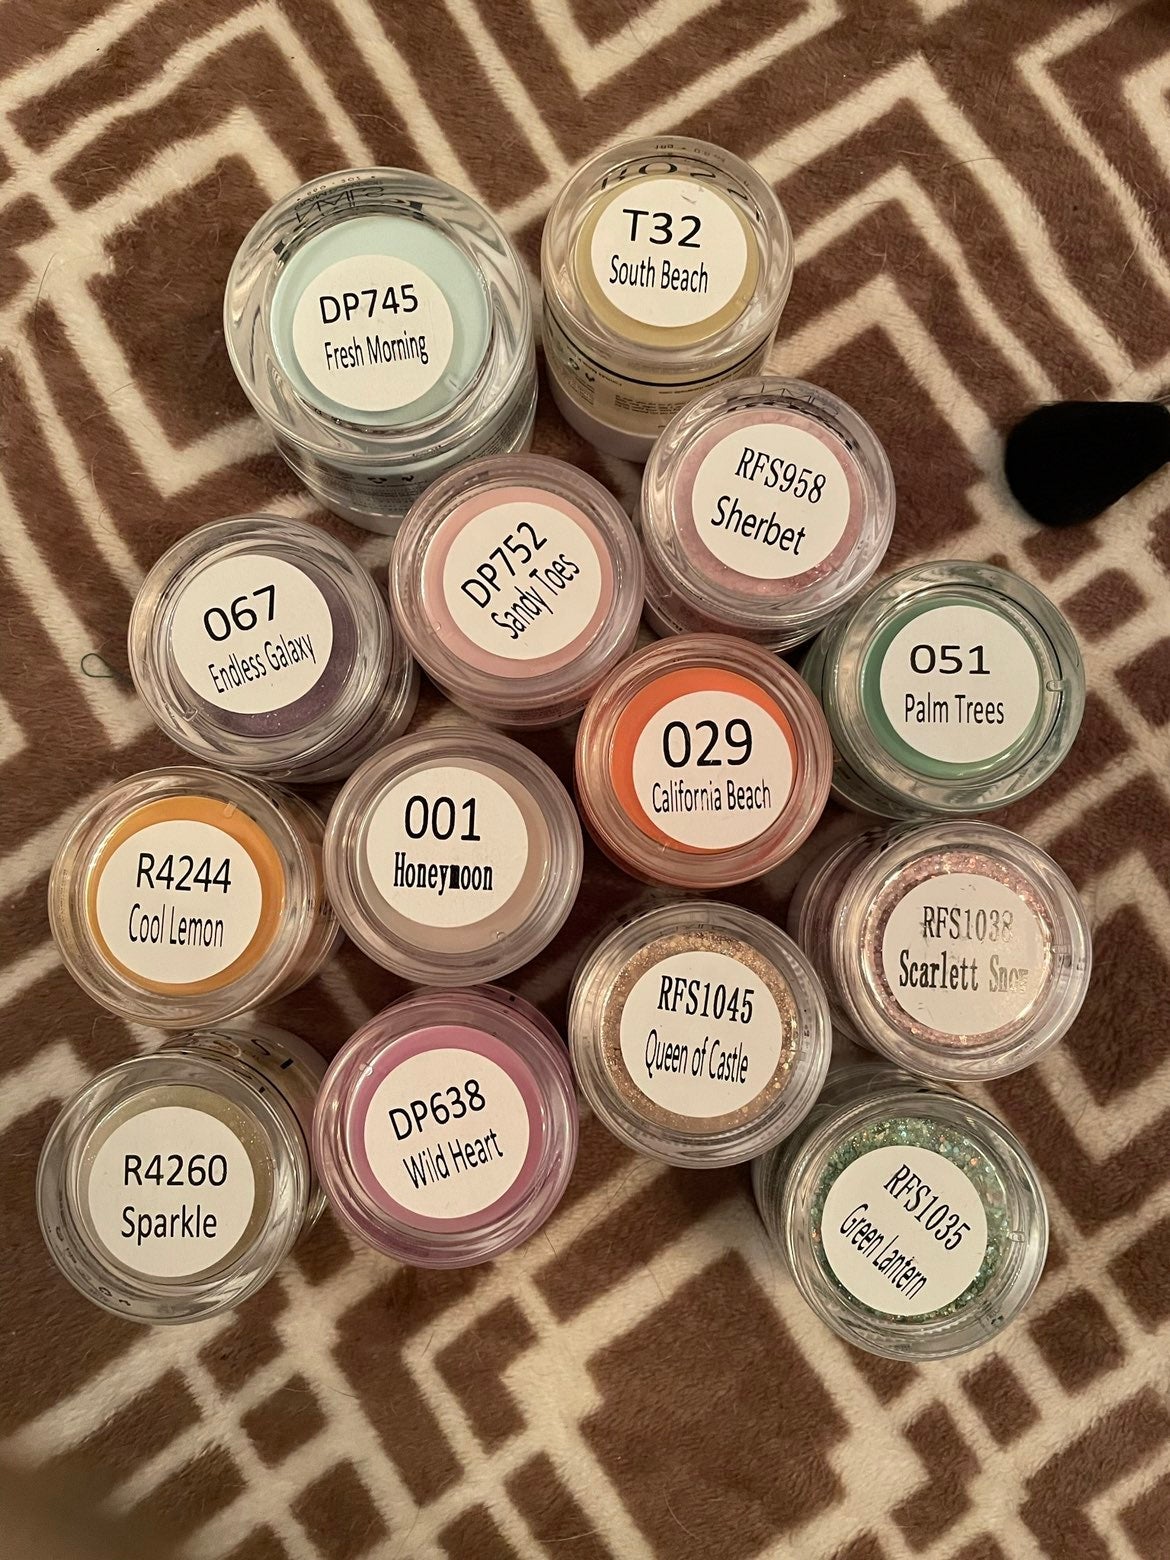 T32
South Beach
DP745
Fresh Morning
RFS958
Sherbet
DP752
Sandy Toes
067
Endless Galaxy
051
Palm Trees
029
California Beach
001
Honeymoon
R4244
Cool Lemon
RFS1038
Scarlett Snow
RFS1045
Queen of Castle
DP638
Wild Heart
R4260
Sparkle
RFS1035
Green Lantern